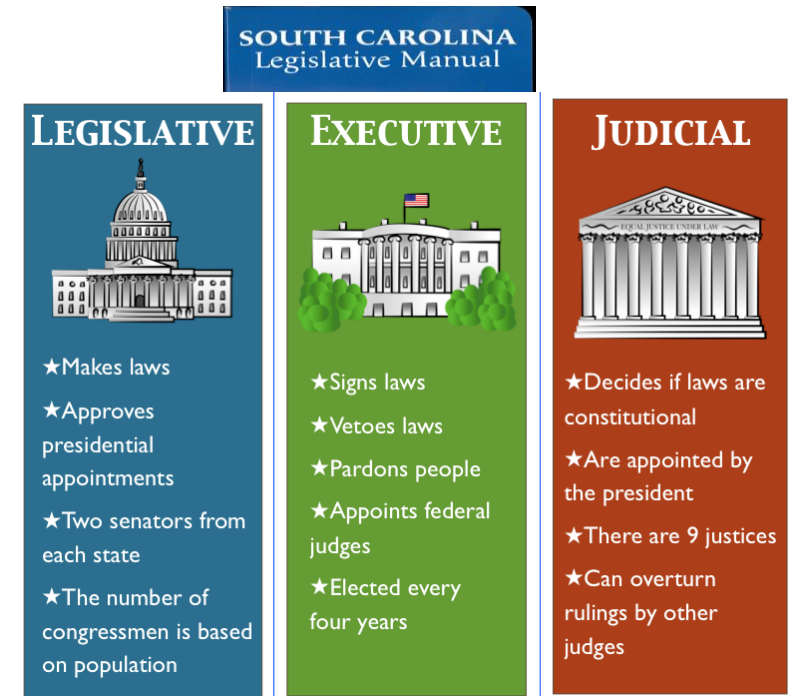 SOUTH CAROLINA
Legislative Manual
LEGISLATIVE
★Makes laws
★Approves
presidential
appointments
★Two senators from
each state
★The number of
congressmen is based
on population
EXECUTIVE
★Signs laws
★Vetoes laws
★Pardons people
★Appoints federal
judges
★Elected every
four years
JUDICIAL
EQUAL JUSTICE UNDER LAW
★Decides if laws are
constitutional
★Are appointed by
the president
★There are 9 justices
★Can overturn
rulings by other
judges